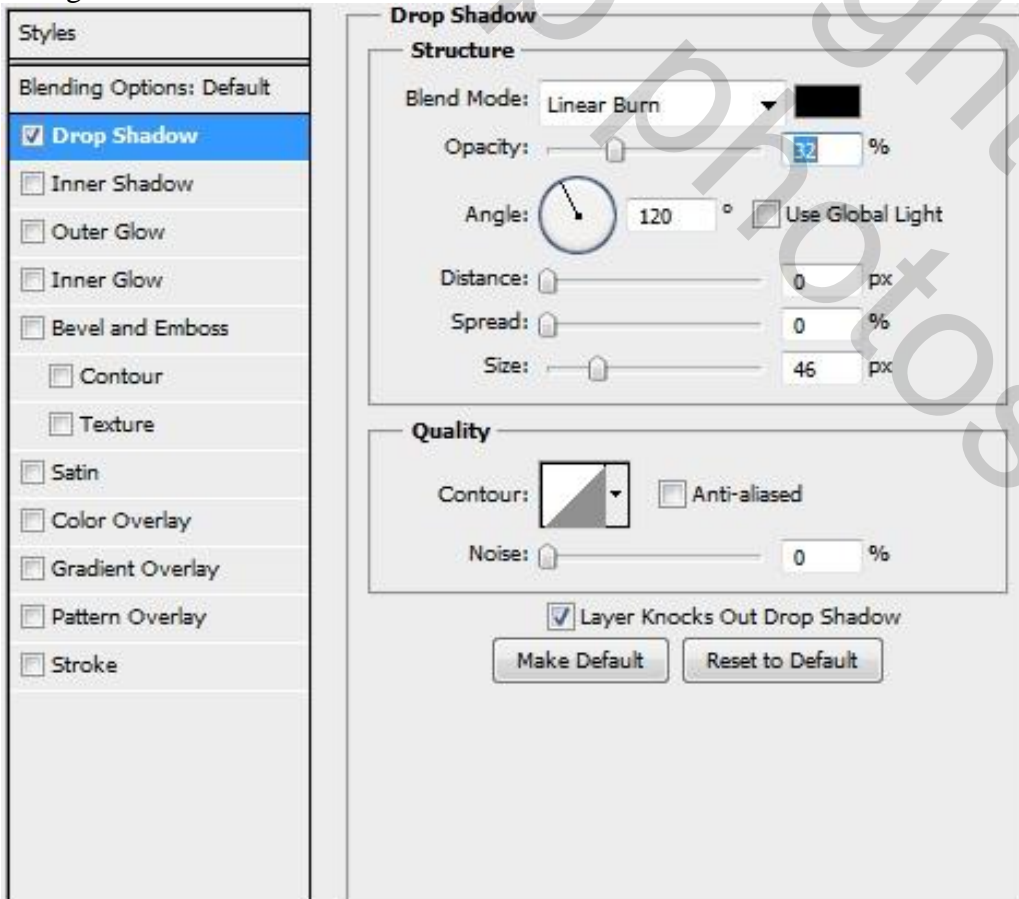 Styles
Blending Options: Default
Drop Shadow
Inner Shadow
Outer Glow
Inner Glow
Bevel and Emboss
Contour
Texture
Satin
Color Overlay
Gradient Overlay
Pattern Overlay
Stroke
Drop Shadow
Structure
Blend Mode: Linear Burn
Opacity: 32 %
Angle: 120 ° Use Global Light
Distance: 0 px
Spread: 0 %
Size: 46 px
Quality
Contour: Anti-aliased
Noise: 0 %
Layer Knocks Out Drop Shadow
Make Default Reset to Default
photos